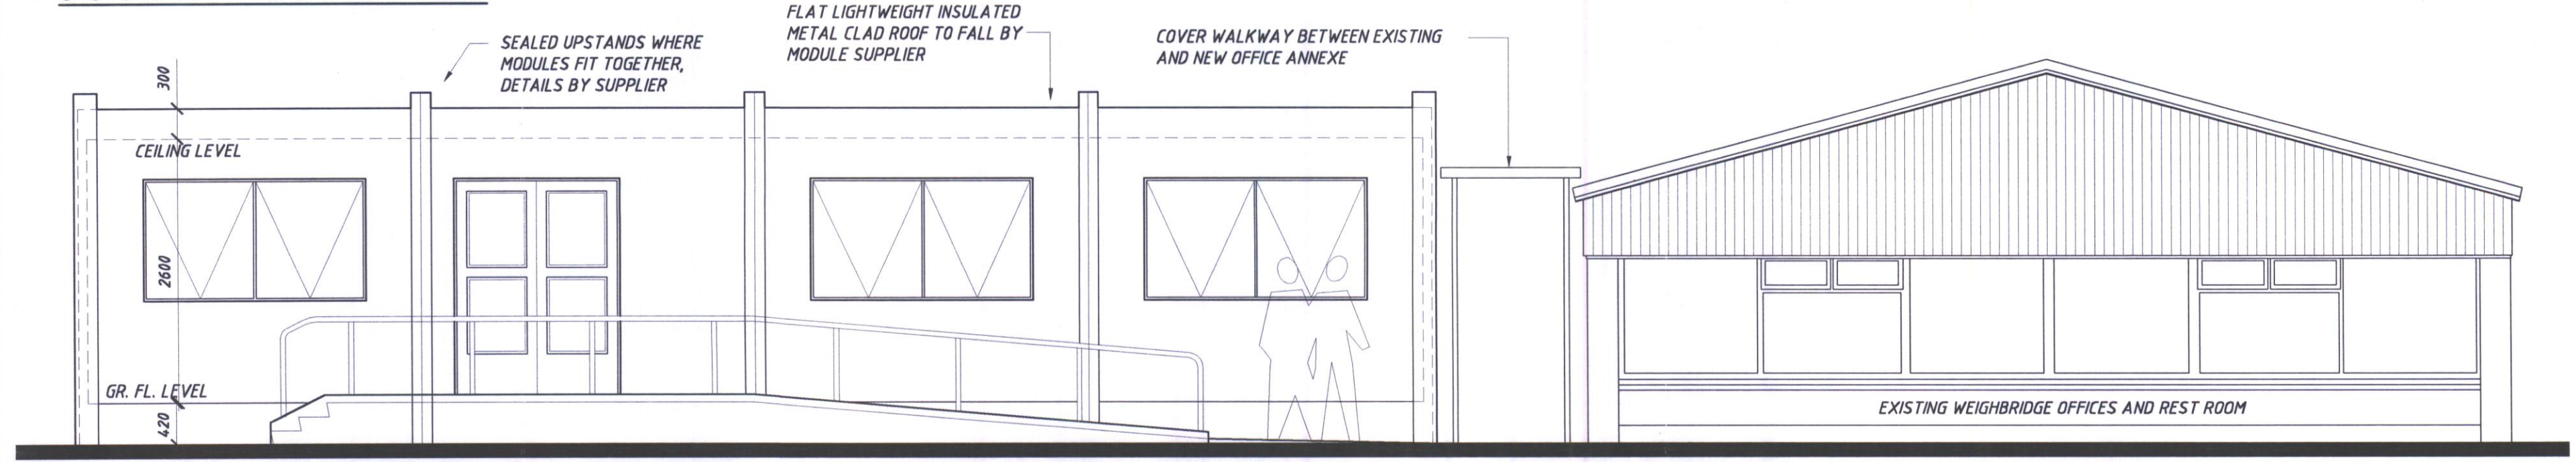 SEALED UPSTANDS WHERE
MODULES FIT TOGETHER,
DETAILS BY SUPPLIER
FLAT LIGHTWEIGHT INSULATED
METAL CLAD ROOF TO FALL BY
MODULE SUPPLIER
COVER WALKWAY BETWEEN EXISTING
AND NEW OFFICE ANNEXE
300
CEILING LEVEL
2600
GR. FL. LEVEL
420
EXISTING WEIGHBRIDGE OFFICES AND REST ROOM